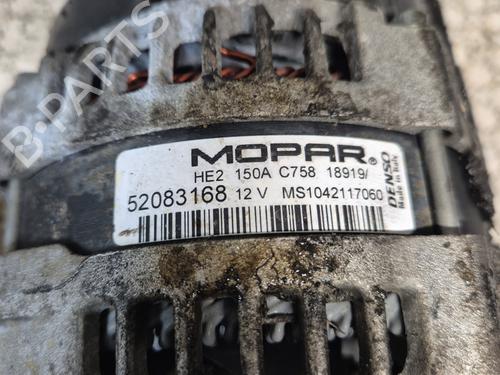 B-PARTS
MOPAR®
HE2 150A C758 18919/
52083168 12 V MS1042117060
DENSO
Made in Italy